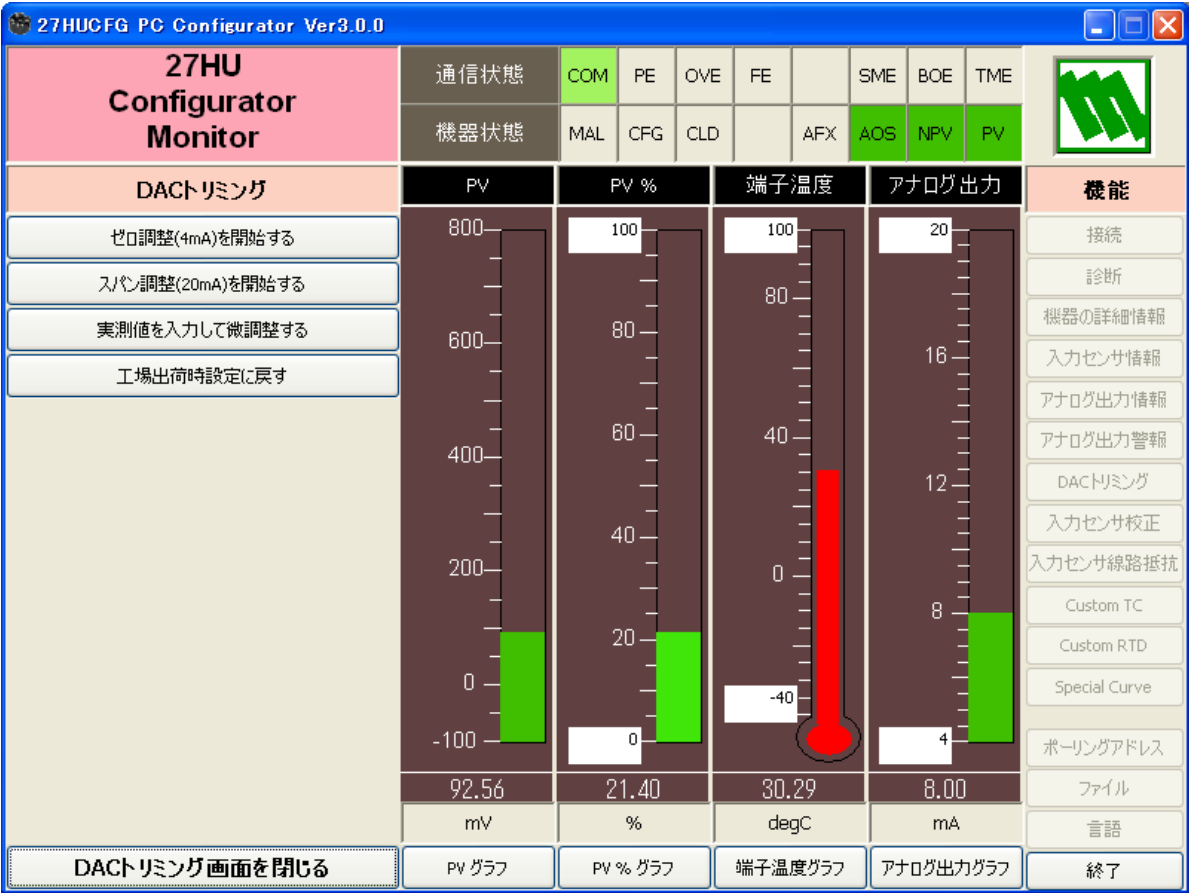 27HUCFG PC Configurator Ver3.0.0
27HU
Configurator
Monitor
通信状態 COM PE OVE FE SME BOE TME
機器状態 MAL CFG CLD AFX AOS NPV PV
DACトリミング
ゼロ調整(4mA)を開始する
スパン調整(20mA)を開始する
実測値を入力して微調整する
工場出荷時設定に戻す
DACトリミング画面を閉じる
PV
800
600
400
200
0
-100
92.56
mV
PV グラフ
PV %
100
80
60
40
20
0
21.40
%
PV % グラフ
端子温度
100
80
40
0
-40
30.29
degC
端子温度グラフ
アナログ出力
20
16
12
8
4
8.00
mA
アナログ出力グラフ
機能
接続
診断
機器の詳細情報
入力センサ情報
アナログ出力情報
アナログ出力警報
DACトリミング
入力センサ校正
入力センサ線路抵抗
Custom TC
Custom RTD
Special Curve
ポーリングアドレス
ファイル
言語
終了